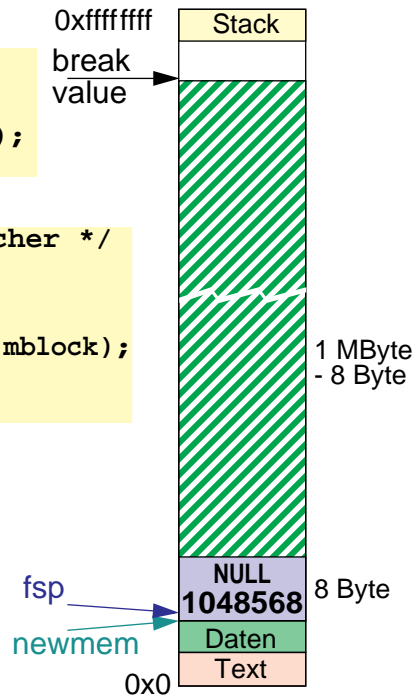 0xffffffff
Stack
break
value
);
cher */
mblock);
1 MByte
- 8 Byte
NULL
1048568
8 Byte
fsp
newmem
Daten
Text
0x0